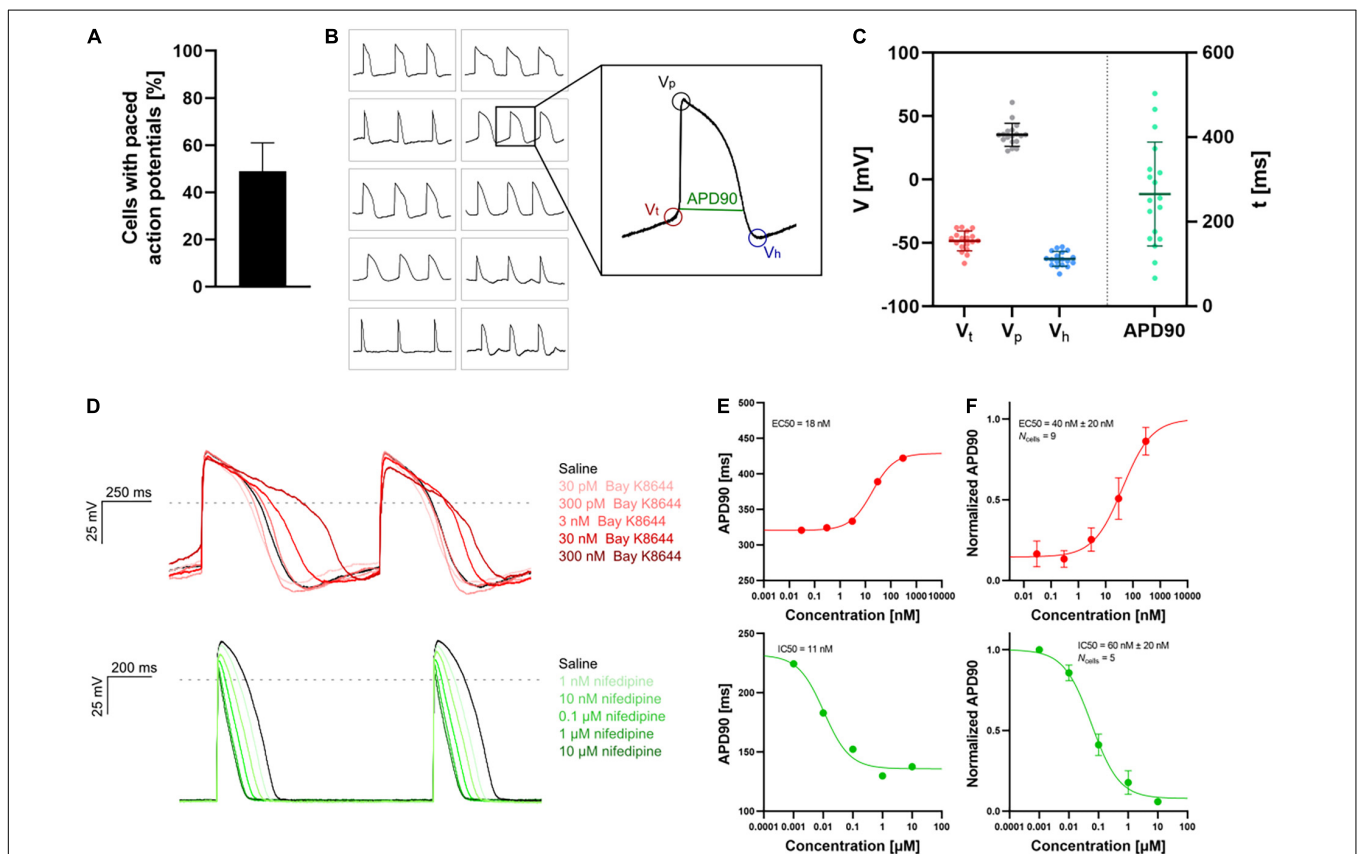 A
B
C
100
80
60
40
20
0
Cells with paced
action potentials [%]
Vp
APD90
Vt
Vh
100
50
0
-50
-100
V [mV]
600
400
200
0
t [ms]
Vt
Vp
Vh
APD90
D
E
F
250 ms
25 mV
Saline
30 pM Bay K8644
300 pM Bay K8644
3 nM Bay K8644
30 nM Bay K8644
300 nM Bay K8644
200 ms
25 mV
Saline
1 nM nifedipine
10 nM nifedipine
0.1 µM nifedipine
1 µM nifedipine
10 µM nifedipine
500
450
400
350
300
250
APD90 [ms]
EC50 = 18 nM
0.001 0.01 0.1 1 10 100 1000 10000
Concentration [nM]
1.0
0.5
0.0
Normalized APD90
EC50 = 40 nM ± 20 nM
Ncells = 9
0.01 0.1 1 10 100 1000 10000
Concentration [nM]
250
200
150
100
APD90 [ms]
IC50 = 11 nM
0.0001 0.001 0.01 0.1 1 10 100
Concentration [µM]
1.0
0.5
0.0
Normalized APD90
IC50 = 60 nM ± 20 nM
Ncells = 5
0.0001 0.001 0.01 0.1 1 10 100
Concentration [µM]